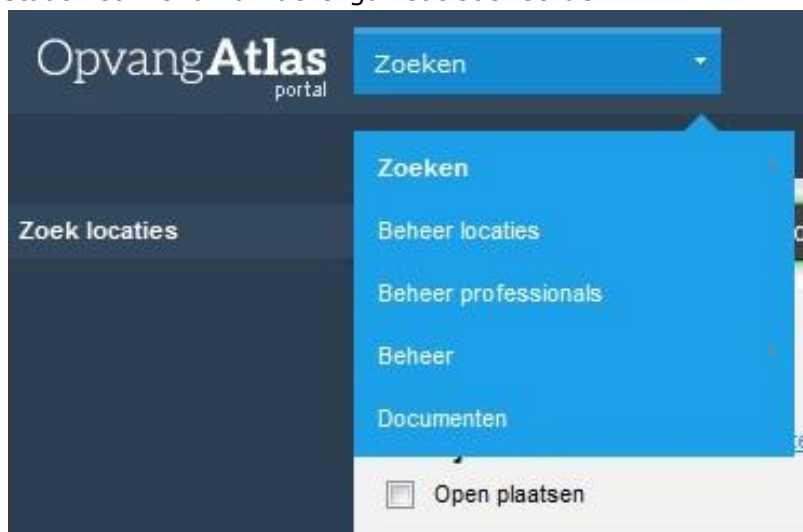 OpvangAtlas
portal
Zoeken
Zoeken
Zoek locaties
Beheer locaties
Beheer professionals
Beheer
Documenten
Open plaatsen